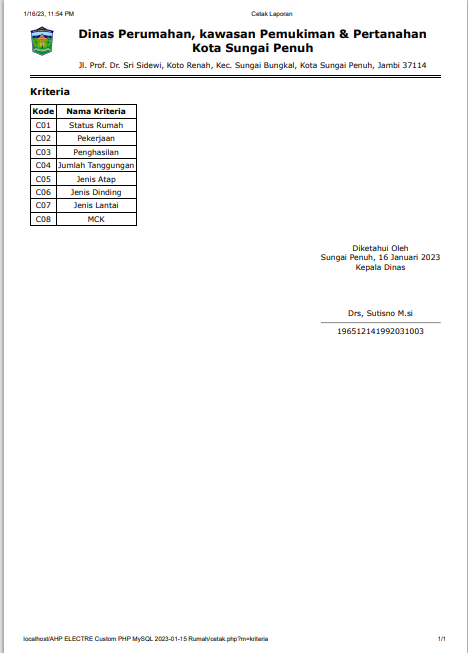 1/16/23, 11:54 PM Cetak Laporan
Dinas Perumahan, kawasan Pemukiman & Pertanahan
Kota Sungai Penuh
Jl. Prof. Dr. Sri Sidewi, Koto Renah, Kec. Sungai Bungkal, Kota Sungai Penuh, Jambi 37114
Kriteria
Kode Nama Kriteria
C01 Status Rumah
C02 Pekerjaan
C03 Penghasilan
C04 Jumlah Tanggungan
C05 Jenis Atap
C06 Jenis Dinding
C07 Jenis Lantai
C08 MCK
Diketahui Oleh
Sungai Penuh, 16 Januari 2023
Kepala Dinas
Drs, Sutisno M.si
196512141992031003
localhost/AHP ELECTRE Custom PHP MySQL 2023-01-15 Rumah/cetak.php?m=kriteria 1/1